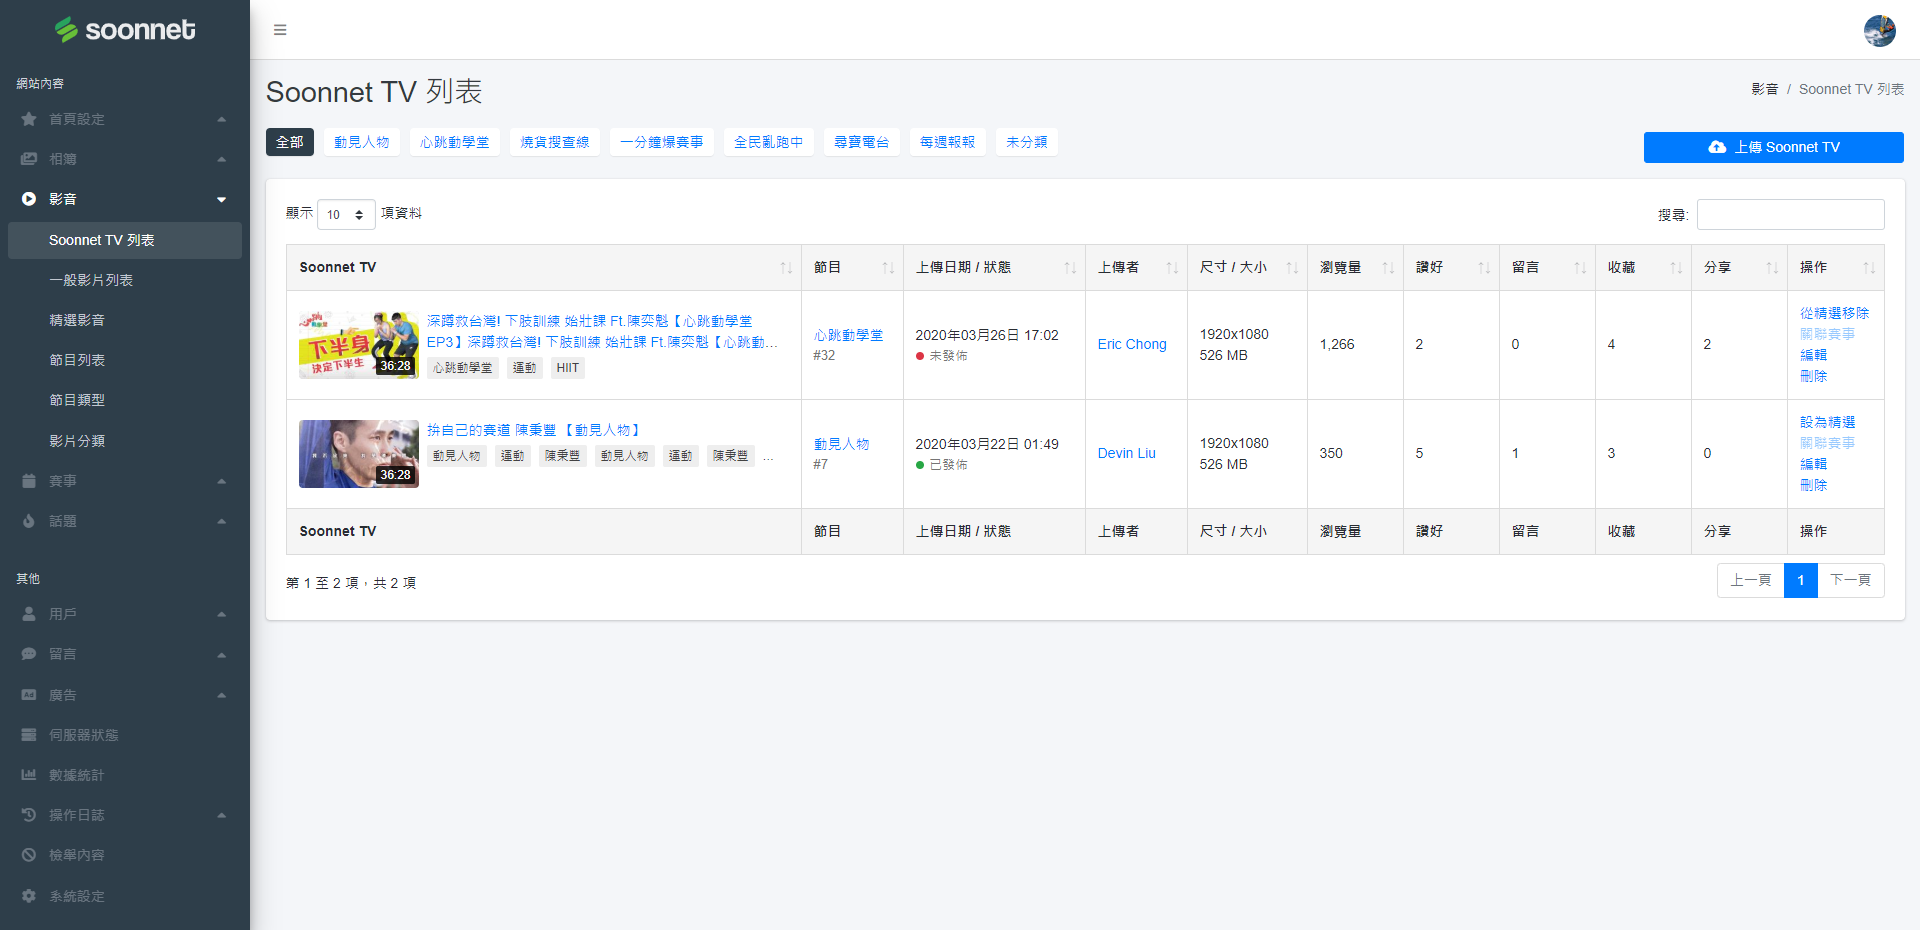 soonnet
網站內容
首頁設定
相簿
影音
Soonnet TV 列表
一般影片列表
精選影音
節目列表
節目類型
影片分類
賽事
話題
其他
用戶
留言
廣告
伺服器狀態
數據統計
操作日誌
檢舉內容
系統設定
Soonnet TV 列表
影音 / Soonnet TV 列表
全部 動見人物 心跳動學堂 燒貨搜查線 一分鐘爆賽事 全民亂跑中 尋寶電台 每週報報 未分類
上傳 Soonnet TV
顯示 10 項資料
搜尋:
Soonnet TV 節目 上傳日期 / 狀態 上傳者 尺寸 / 大小 瀏覽量 讚好 留言 收藏 分享 操作
下半身
決定下半生
36:28
深蹲救台灣! 下肢訓練 始壯課 Ft.陳奕魁【心跳動學堂
EP3】深蹲救台灣! 下肢訓練 始壯課 Ft.陳奕魁【心跳動...
心跳動學堂 運動 HIIT
心跳動學堂
#32
2020年03月26日 17:02
未發佈
Eric Chong
1920x1080
526 MB
1,266
2
0
4
2
從精選移除
關聯賽事
編輯
刪除
36:28
拚自己的賽道 陳秉豐 【動見人物】
動見人物 運動 陳秉豐 動見人物 運動 陳秉豐 ...
動見人物
#7
2020年03月22日 01:49
已發佈
Devin Liu
1920x1080
526 MB
350
5
1
3
0
設為精選
關聯賽事
編輯
刪除
Soonnet TV 節目 上傳日期 / 狀態 上傳者 尺寸 / 大小 瀏覽量 讚好 留言 收藏 分享 操作
第 1 至 2 項，共 2 項
上一頁 1 下一頁